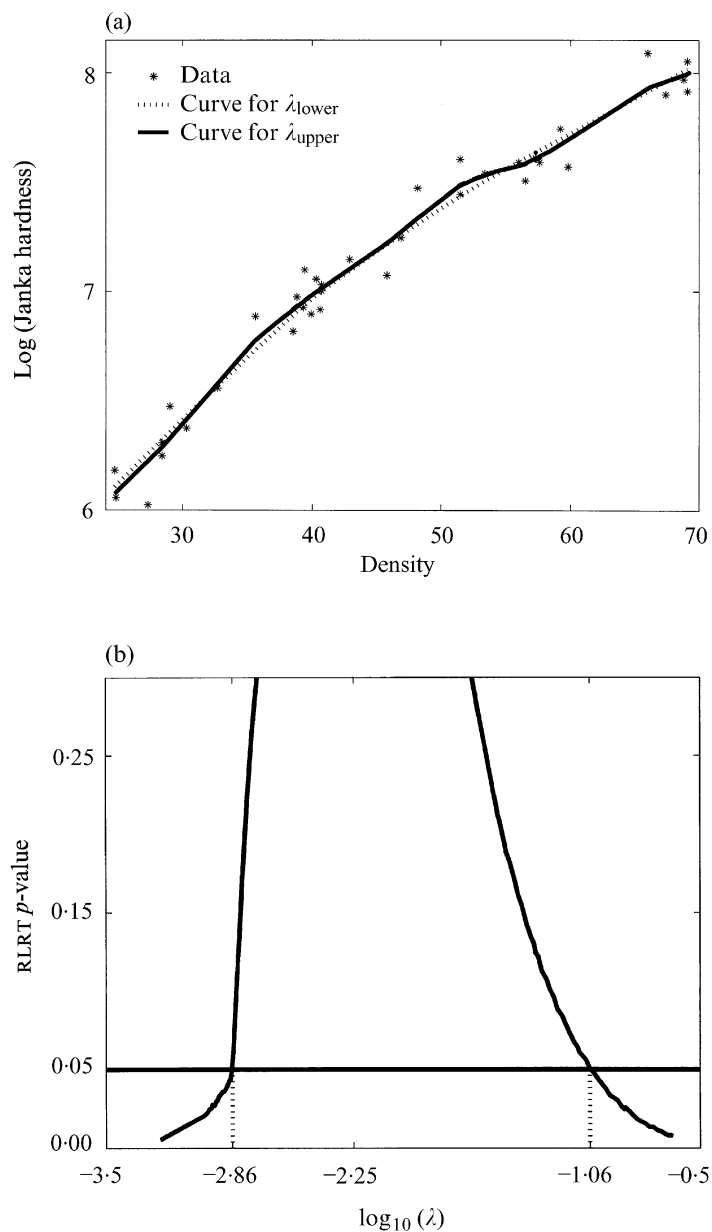 (a)
8
7
6
Log (Janka hardness)
Data
Curve for λlower
Curve for λupper
30 40 50 60 70
Density
(b)
0·25
0·15
0·05
0·00
RLRT p-value
−3·5 −2·86 −2·25 −1·06 −0·5
log10 (λ)